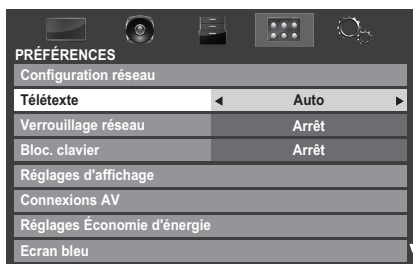 PRÉFÉRENCES
Configuration réseau
Télétexte Auto
Verrouillage réseau Arrêt
Bloc. clavier Arrêt
Réglages d'affichage
Connexions AV
Réglages Économie d'énergie
Ecran bleu